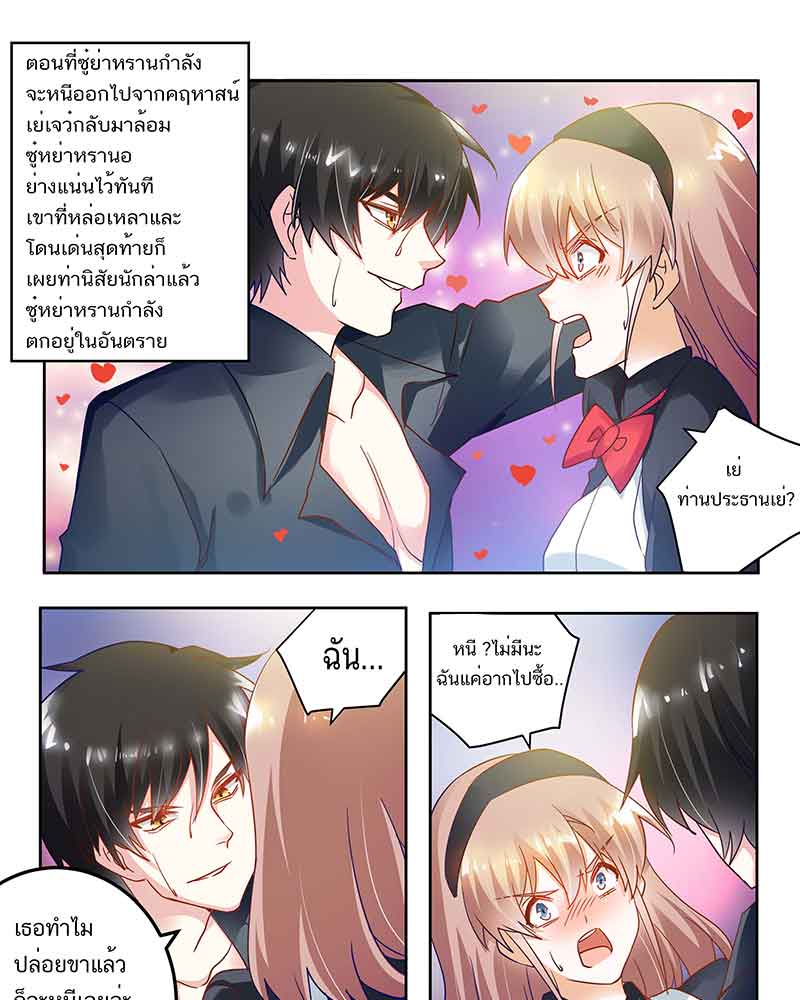 ตอนที่ซู๋ย่าหรานกำลัง
จะหนีออกไปจากคฤหาสน์
เย่เจว๋กลับมาล้อม
ซู๋หย่าหรานอ
ย่างแน่นไว้ทันที
เขาที่หล่อเหลาและ
โดนเด่นสุดท้ายก็
เผยท่านิสัยนักล่าแล้ว
ซู๋หย่าหรานกำลัง
ตกอยู่ในอันตราย
เย่
ท่านประธานเย่?
ฉัน...
หนี ?ไม่มีนะ
ฉันแค่อากไปซื้อ..
เธอทำไม
ปล่อยขาแล้ว
ก็จะหนีเลยล่ะ